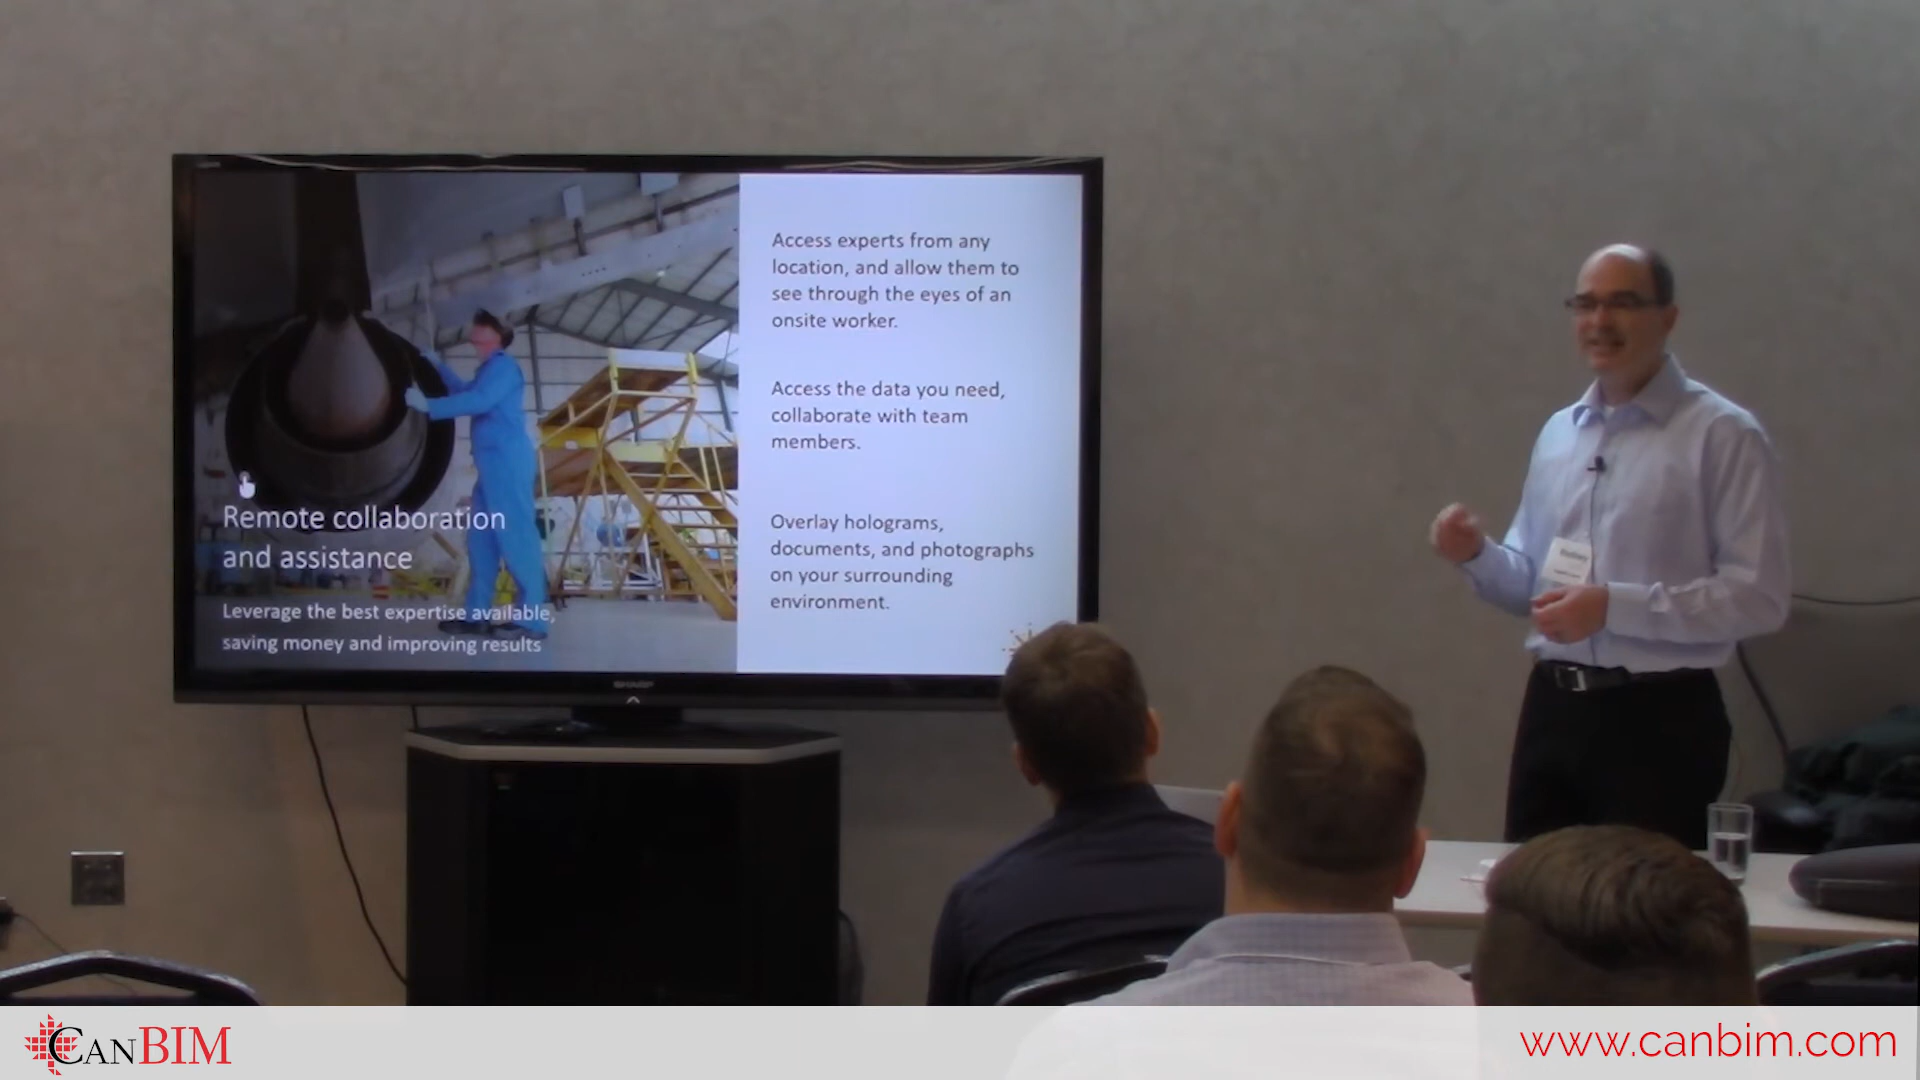 Remote collaboration
and assistance
Leverage the best expertise available,
saving money and improving results
Access experts from any
location, and allow them to
see through the eyes of an
onsite worker.
Access the data you need,
collaborate with team
members.
Overlay holograms,
documents, and photographs
on your surrounding
environment.
SHARP
CANBIM
www.canbim.com